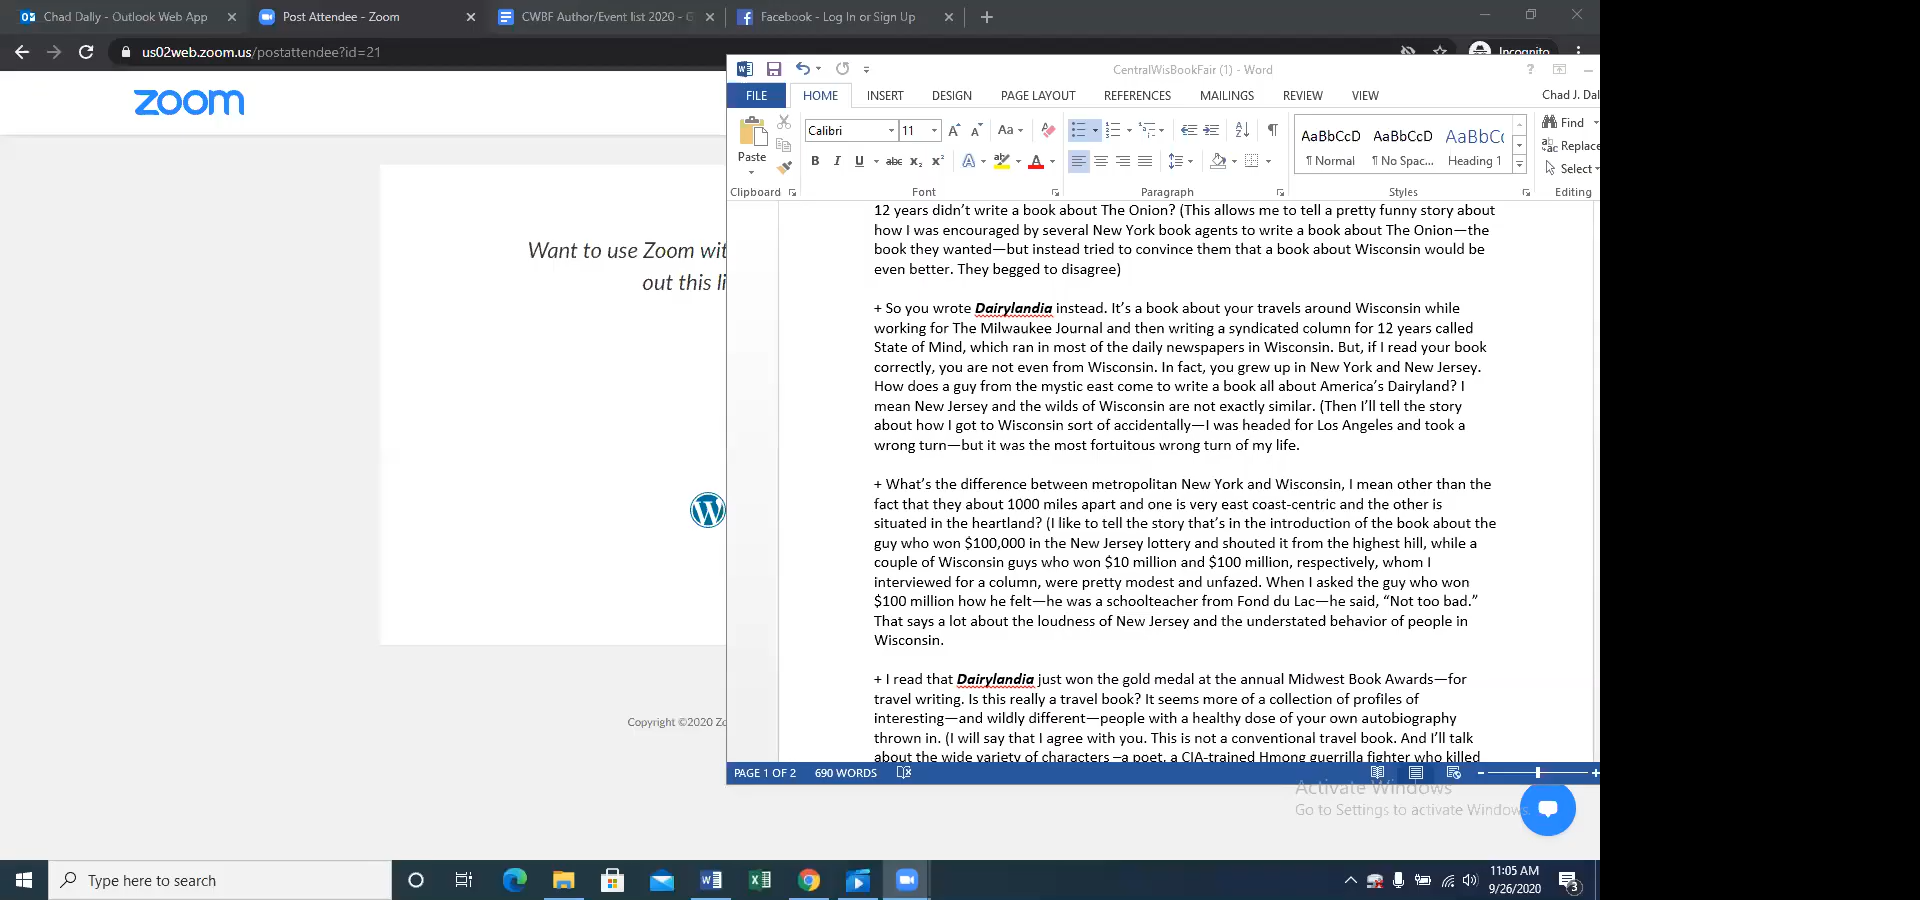 Chad Dally - Outlook Web App
Post Attendee - Zoom
CWBF Author/Event list 2020 - G
Facebook - Log In or Sign Up
us02web.zoom.us/postattendee?id=21
Incognito
zoom
Want to use Zoom wit
out this li
Copyright ©2020 Zo
CentralWisBookFair (1) - Word
FILE HOME INSERT DESIGN PAGE LAYOUT REFERENCES MAILINGS REVIEW VIEW Chad J. Dal
Calibri 11 Aa
Paste
B I U abc x₂ x² A A
AaBbCcD AaBbCcD AaBbC
¶ Normal ¶ No Spac... Heading 1
Find
Replace
Select
Clipboard Font Paragraph Styles Editing
12 years didn’t write a book about The Onion? (This allows me to tell a pretty funny story about
how I was encouraged by several New York book agents to write a book about The Onion—the
book they wanted—but instead tried to convince them that a book about Wisconsin would be
even better. They begged to disagree)
+ So you wrote Dairylandia instead. It’s a book about your travels around Wisconsin while
working for The Milwaukee Journal and then writing a syndicated column for 12 years called
State of Mind, which ran in most of the daily newspapers in Wisconsin. But, if I read your book
correctly, you are not even from Wisconsin. In fact, you grew up in New York and New Jersey.
How does a guy from the mystic east come to write a book all about America’s Dairyland? I
mean New Jersey and the wilds of Wisconsin are not exactly similar. (Then I’ll tell the story
about how I got to Wisconsin sort of accidentally—I was headed for Los Angeles and took a
wrong turn—but it was the most fortuitous wrong turn of my life.
+ What’s the difference between metropolitan New York and Wisconsin, I mean other than the
fact that they about 1000 miles apart and one is very east coast-centric and the other is
situated in the heartland? (I like to tell the story that’s in the introduction of the book about the
guy who won $100,000 in the New Jersey lottery and shouted it from the highest hill, while a
couple of Wisconsin guys who won $10 million and $100 million, respectively, whom I
interviewed for a column, were pretty modest and unfazed. When I asked the guy who won
$100 million how he felt—he was a schoolteacher from Fond du Lac—he said, “Not too bad.”
That says a lot about the loudness of New Jersey and the understated behavior of people in
Wisconsin.
+ I read that Dairylandia just won the gold medal at the annual Midwest Book Awards—for
travel writing. Is this really a travel book? It seems more of a collection of profiles of
interesting—and wildly different—people with a healthy dose of your own autobiography
thrown in. (I will say that I agree with you. This is not a conventional travel book. And I’ll talk
about the wide variety of characters –a poet, a CIA-trained Hmong guerrilla fighter who killed
PAGE 1 OF 2 690 WORDS
Activate Windows
Go to Settings to activate Windows.
Type here to search
11:05 AM
9/26/2020
3